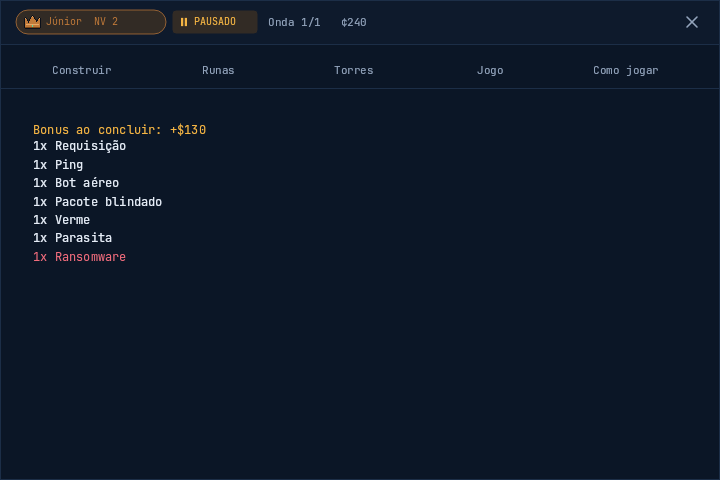 Júnior NV 2 PAUSADO Onda 1/1 ¢240
Construir Runas Torres Jogo Como jogar
Bonus ao concluir: +$130
1x Requisição
1x Ping
1x Bot aéreo
1x Pacote blindado
1x Verme
1x Parasita
1x Ransomware